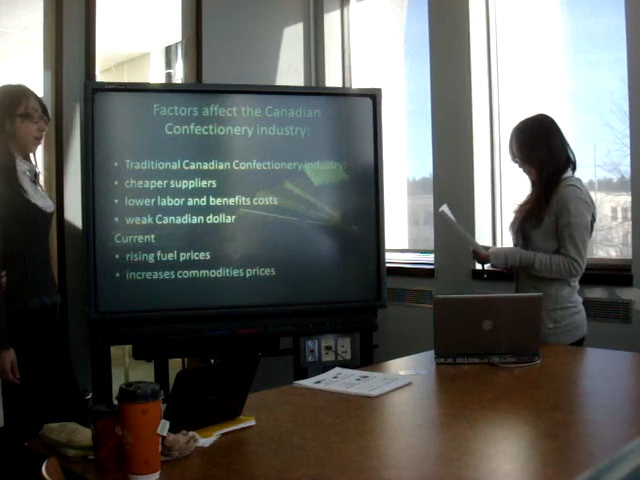 Factors affect the Canadian
Confectionery industry:
• Traditional Canadian Confectionery industry:
• cheaper suppliers
• lower labor and benefits costs
• weak Canadian dollar
Current
• rising fuel prices
• increases commodities prices